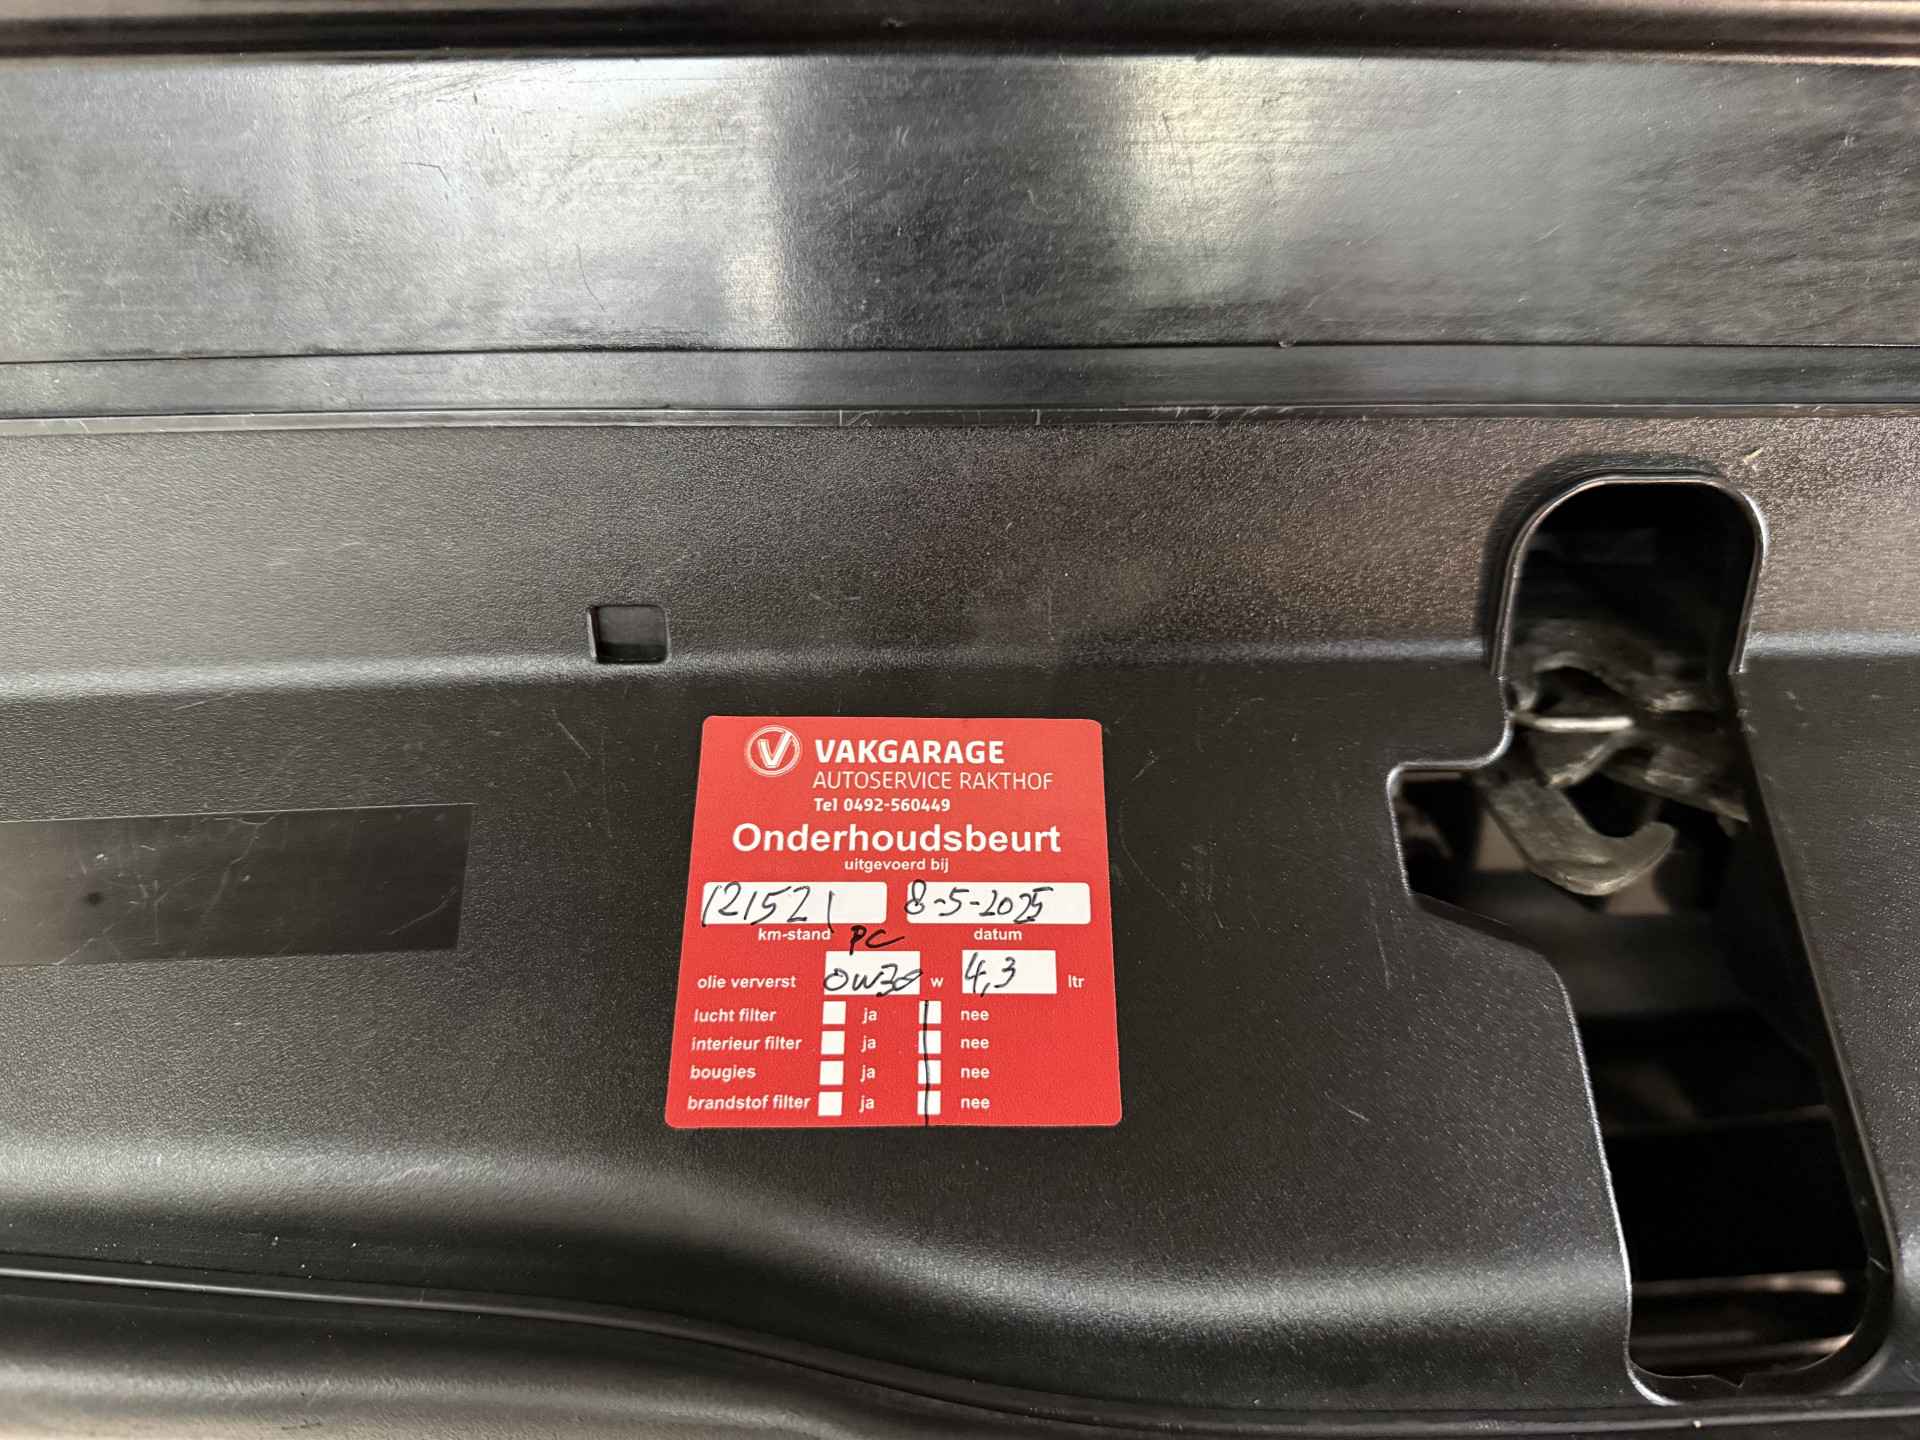 V VAKGARAGE
AUTOSERVICE RAKTHOF
Tel 0492-560449
Onderhoudsbeurt
uitgevoerd bij
121521 8-5-2025
km-stand PC datum
olie ververst 0w30 w 4,3 ltr
lucht filter ja nee
interieur filter ja nee
bougies ja nee
brandstof filter ja nee